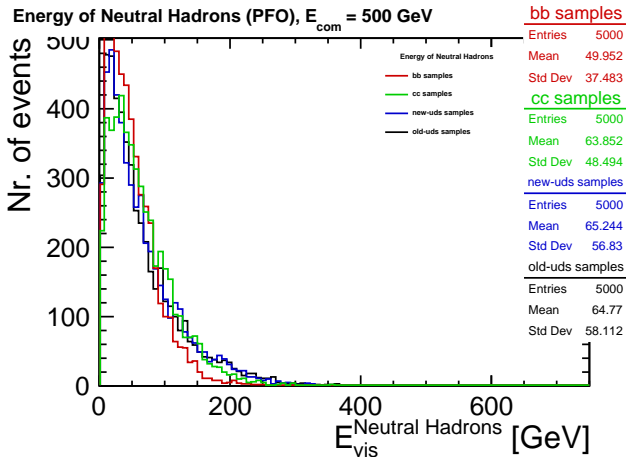 Energy of Neutral Hadrons (PFO), E_com = 500 GeV
Nr. of events
500
400
300
200
100
0
0 200 400 600
E_vis^Neutral Hadrons [GeV]
Energy of Neutral Hadrons
bb samples
cc samples
new-uds samples
old-uds samples
bb samples
Entries 5000
Mean 49.952
Std Dev 37.483
cc samples
Entries 5000
Mean 63.852
Std Dev 48.494
new-uds samples
Entries 5000
Mean 65.244
Std Dev 56.83
old-uds samples
Entries 5000
Mean 64.77
Std Dev 58.112